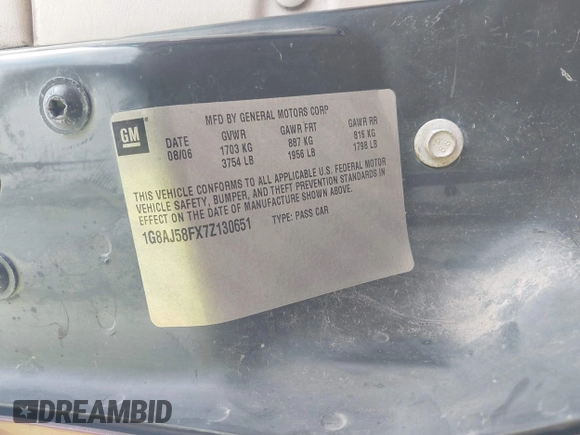 MFD BY GENERAL MOTORS CORP
GM
DATE GVWR GAWR FRT GAWR RR
08/06 1703 KG 887 KG 816 KG
3754 LB 1956 LB 1798 LB
THIS VEHICLE CONFORMS TO ALL APPLICABLE U.S. FEDERAL MOTOR
VEHICLE SAFETY, BUMPER, AND THEFT PREVENTION STANDARDS IN
EFFECT ON THE DATE OF MANUFACTURE SHOWN ABOVE.
1G8AJ58FX7Z130651 TYPE: PASS CAR
DREAMBID